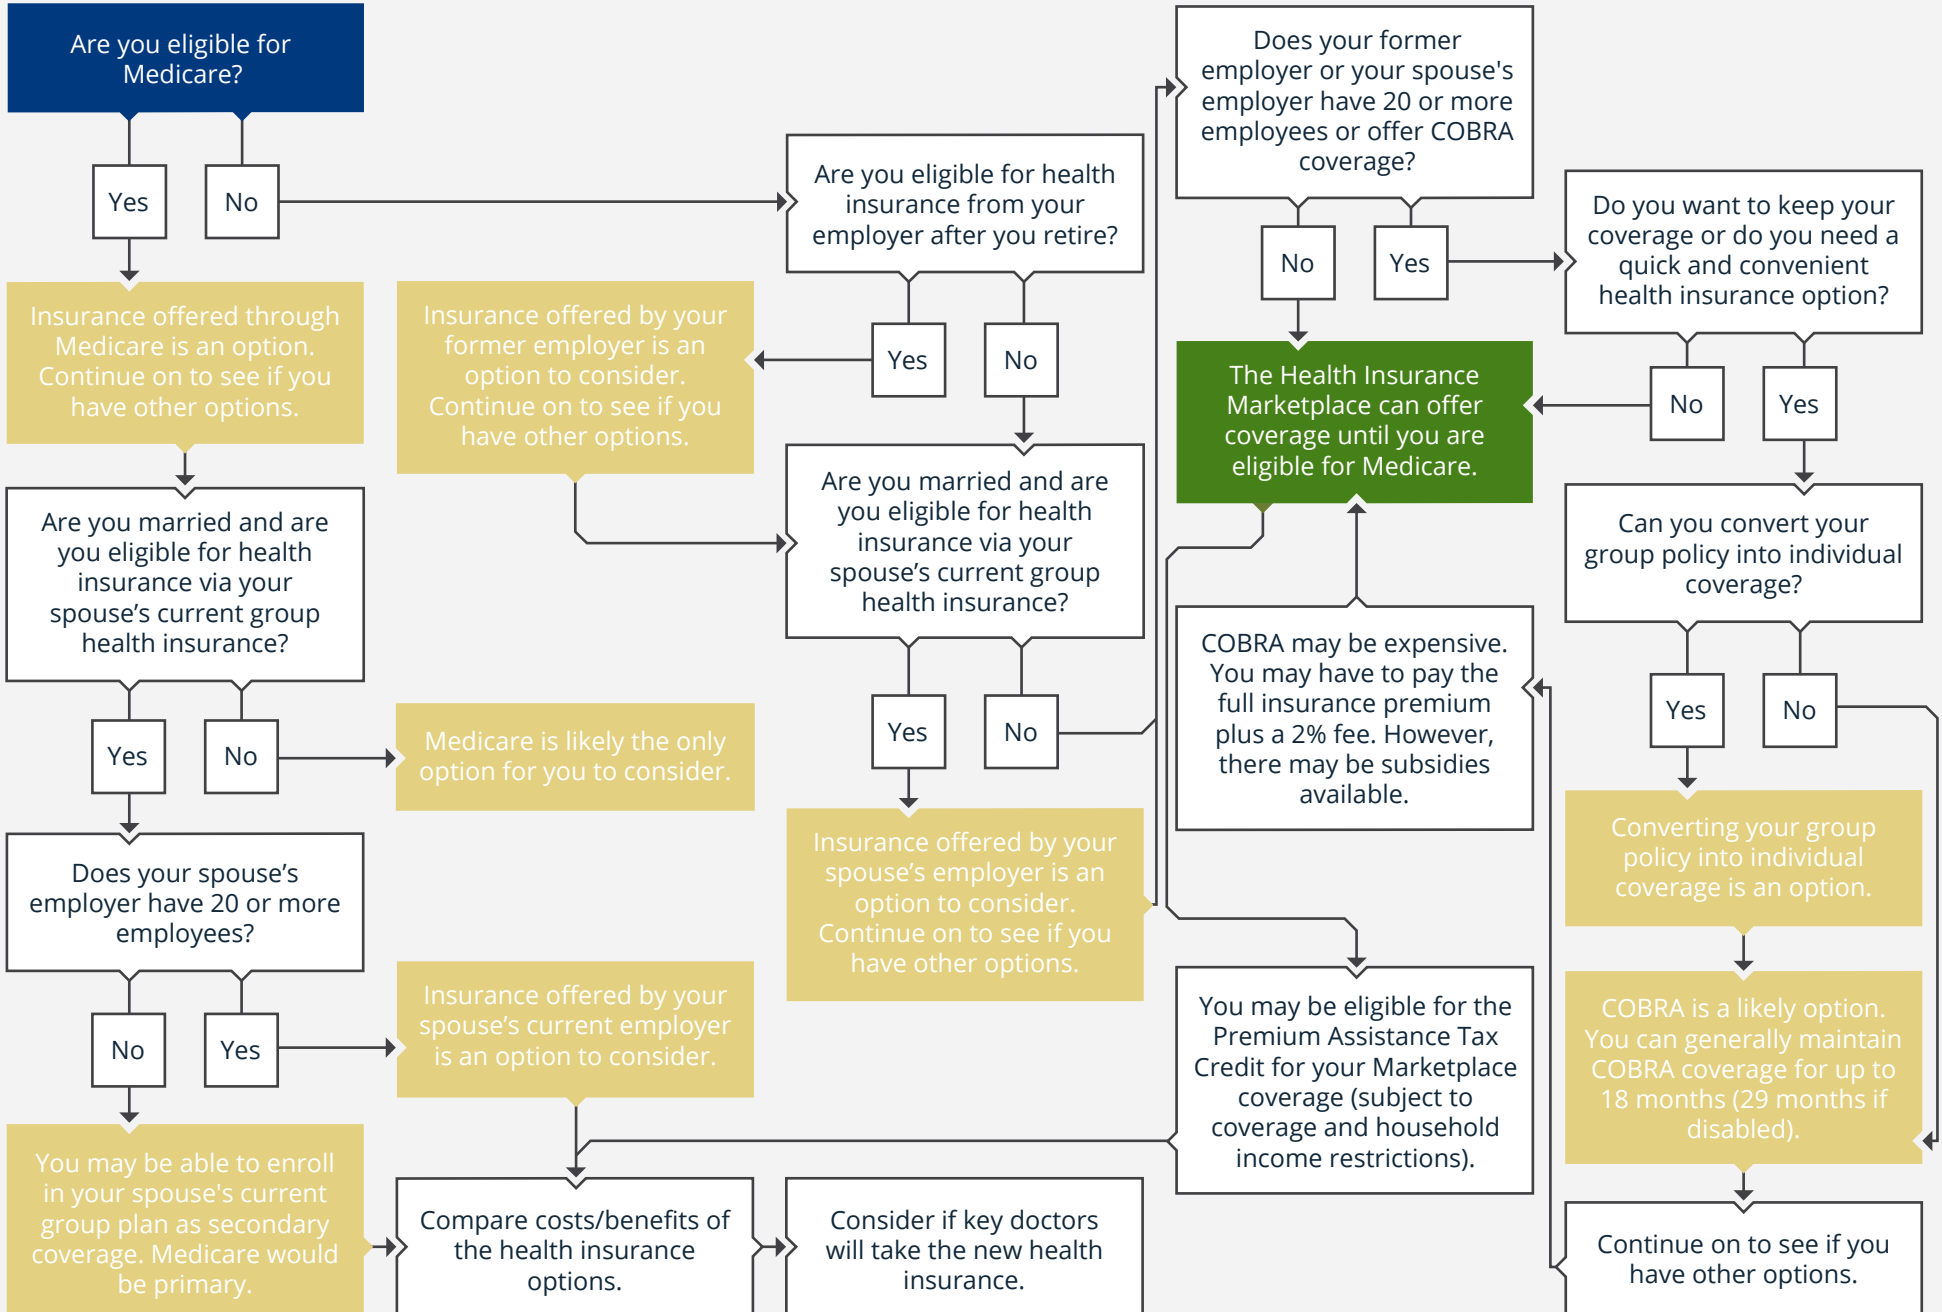 Are you eligible for
Medicare?
Yes
No
Insurance offered through
Medicare is an option.
Continue on to see if you
have other options.
Are you married and are
you eligible for health
insurance via your
spouse’s current group
health insurance?
Yes
No
Medicare is likely the only
option for you to consider.
Does your spouse’s
employer have 20 or more
employees?
No
Yes
Insurance offered by your
spouse’s current employer
is an option to consider.
You may be able to enroll
in your spouse's current
group plan as secondary
coverage. Medicare would
be primary.
Compare costs/benefits of
the health insurance
options.
Consider if key doctors
will take the new health
insurance.
Are you eligible for health
insurance from your
employer after you retire?
Yes
No
Insurance offered by your
former employer is an
option to consider.
Continue on to see if you
have other options.
Are you married and are
you eligible for health
insurance via your
spouse’s current group
health insurance?
Yes
No
Insurance offered by your
spouse’s employer is an
option to consider.
Continue on to see if you
have other options.
Does your former
employer or your spouse's
employer have 20 or more
employees or offer COBRA
coverage?
No
Yes
The Health Insurance
Marketplace can offer
coverage until you are
eligible for Medicare.
COBRA may be expensive.
You may have to pay the
full insurance premium
plus a 2% fee. However,
there may be subsidies
available.
You may be eligible for the
Premium Assistance Tax
Credit for your Marketplace
coverage (subject to
coverage and household
income restrictions).
Do you want to keep your
coverage or do you need a
quick and convenient
health insurance option?
No
Yes
Can you convert your
group policy into individual
coverage?
Yes
No
Converting your group
policy into individual
coverage is an option.
COBRA is a likely option.
You can generally maintain
COBRA coverage for up to
18 months (29 months if
disabled).
Continue on to see if you
have other options.